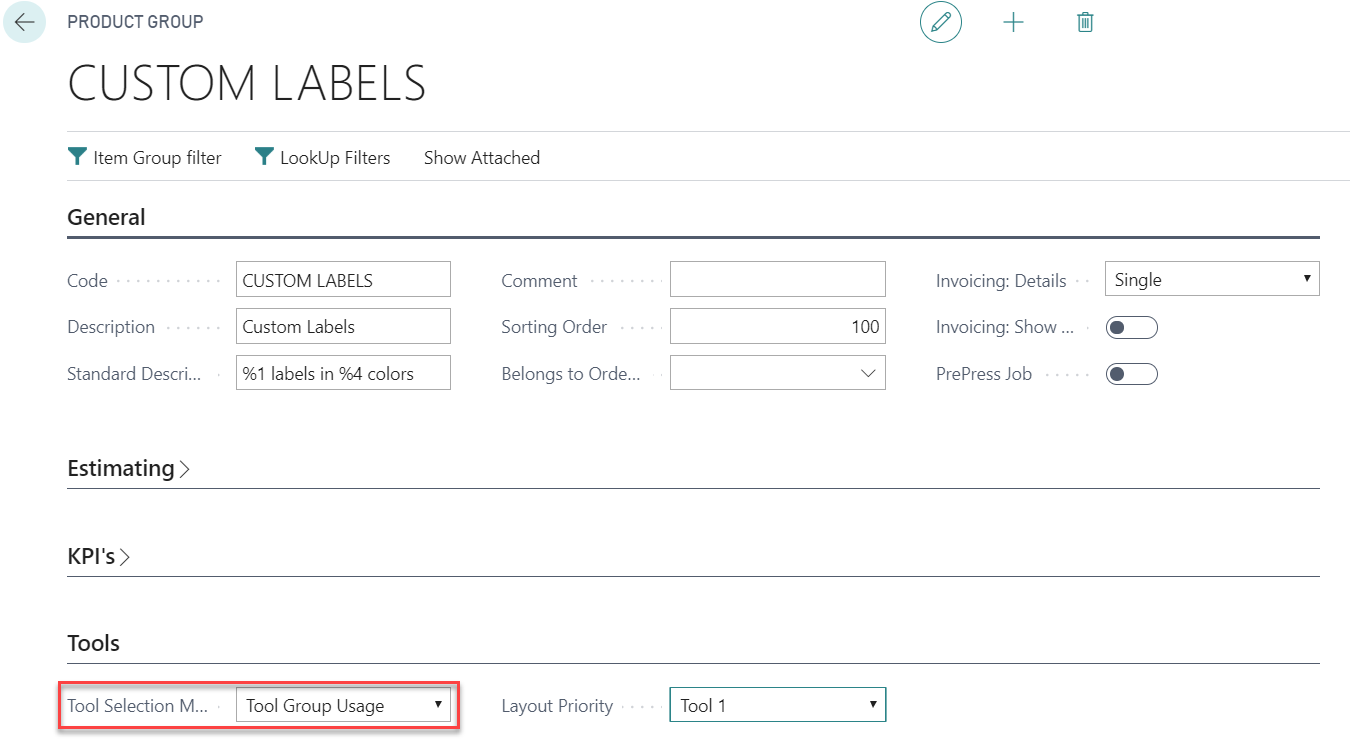 PRODUCT GROUP
CUSTOM LABELS
Item Group filter LookUp Filters Show Attached
General
Code CUSTOM LABELS Comment Invoicing: Details Single
Description Custom Labels Sorting Order 100 Invoicing: Show ...
Standard Descri... %1 labels in %4 colors Belongs to Orde... PrePress Job
Estimating
KPI's
Tools
Tool Selection M... Tool Group Usage Layout Priority Tool 1